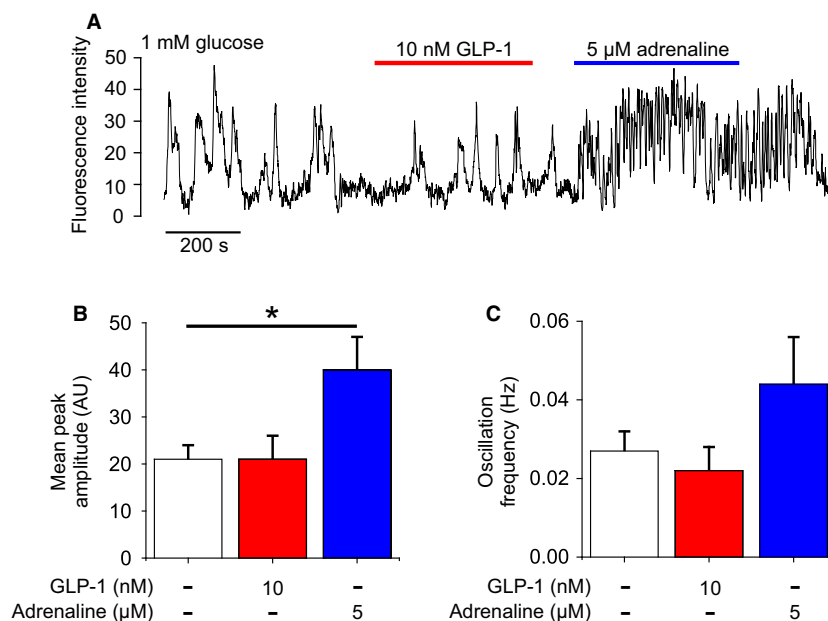 A
1 mM glucose
10 nM GLP-1
5 µM adrenaline
Fluorescence intensity
50
40
30
20
10
0
200 s
B
*
Mean peak
amplitude (AU)
50
40
30
20
10
0
GLP-1 (nM) - 10 -
Adrenaline (µM) - - 5
C
Oscillation
frequency (Hz)
0.06
0.04
0.02
0.00
GLP-1 (nM) - 10 -
Adrenaline (µM) - - 5